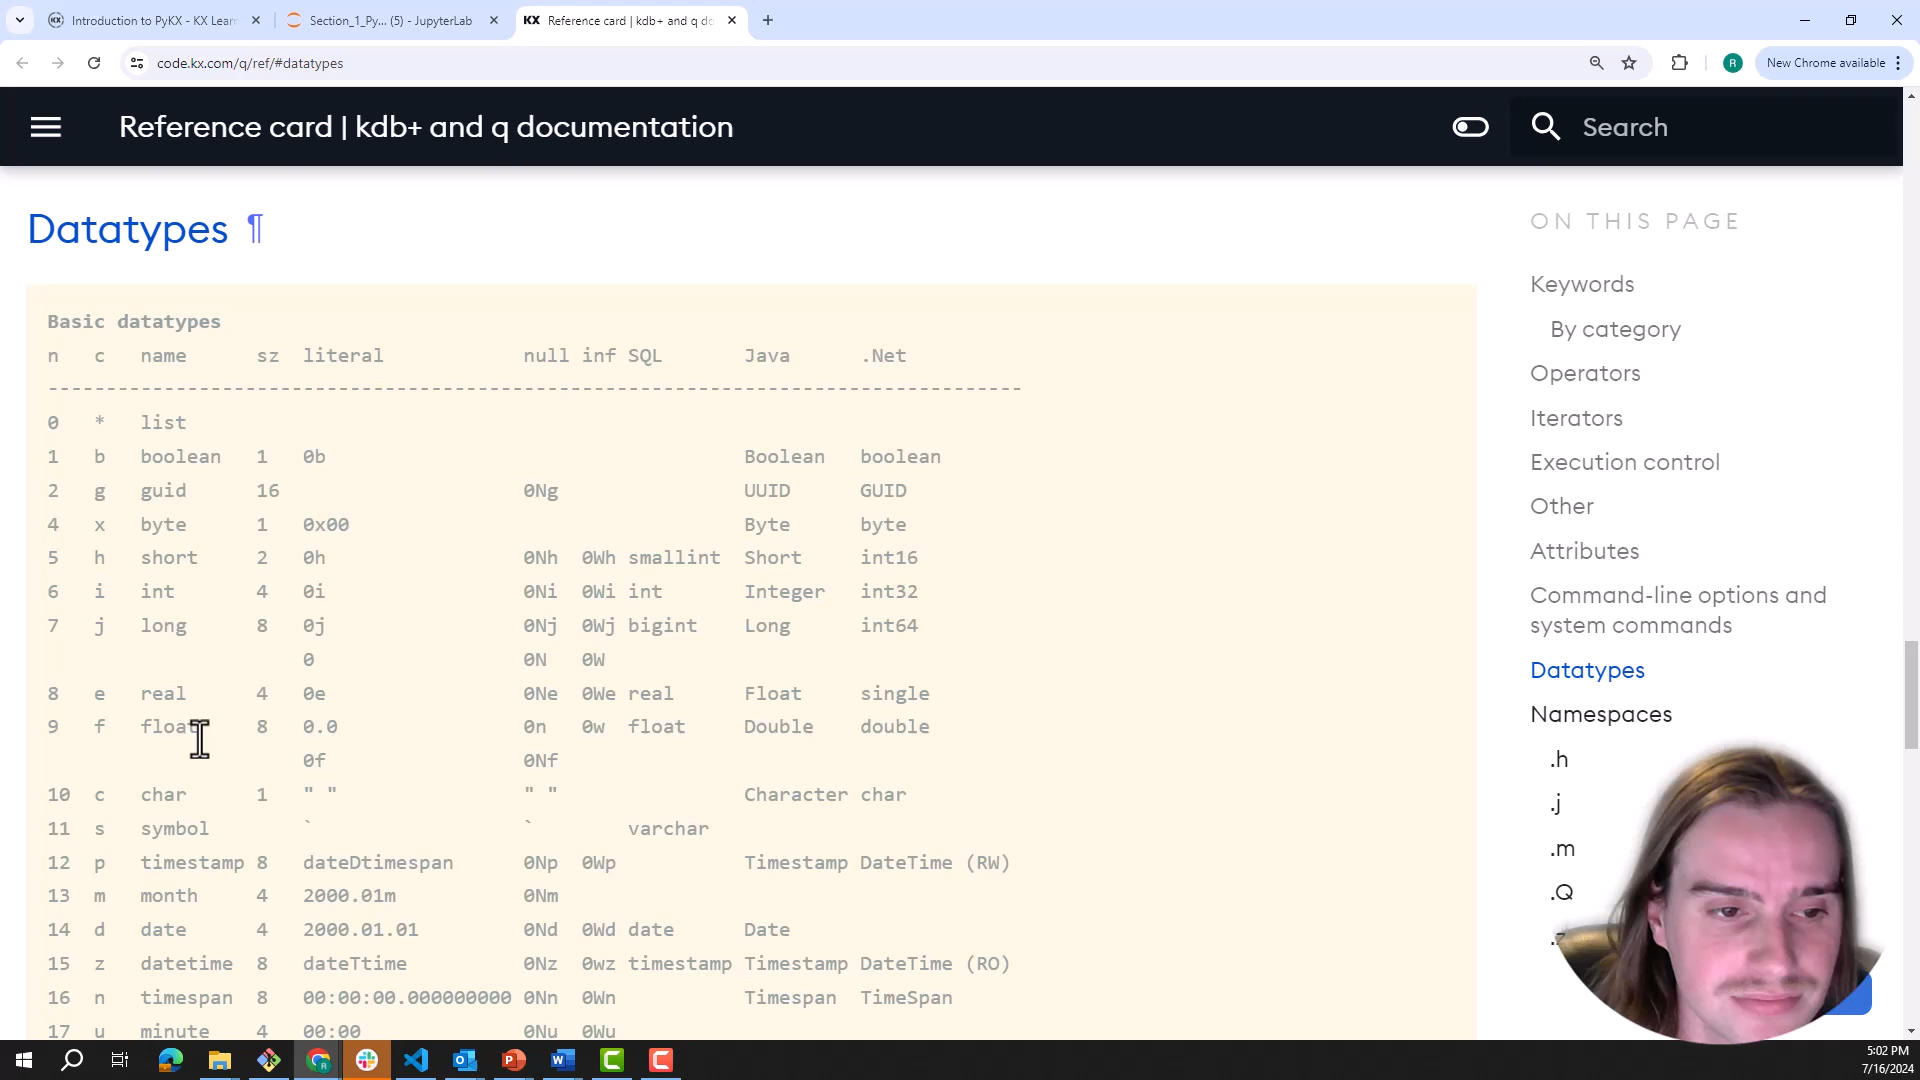 Introduction to PyKX - KX Learn
Section_1_Py... (5) - JupyterLab
KX Reference card | kdb+ and q do
code.kx.com/q/ref/#datatypes
R
New Chrome available
Reference card | kdb+ and q documentation
Search
Datatypes ¶
Basic datatypes
n c name sz literal null inf SQL Java .Net
-----------------------------------------------------------------------------------
0 * list
1 b boolean 1 0b Boolean boolean
2 g guid 16 0Ng UUID GUID
4 x byte 1 0x00 Byte byte
5 h short 2 0h 0Nh 0Wh smallint Short int16
6 i int 4 0i 0Ni 0Wi int Integer int32
7 j long 8 0j 0Nj 0Wj bigint Long int64
0 0N 0W
8 e real 4 0e 0Ne 0We real Float single
9 f float 8 0.0 0n 0w float Double double
0f 0Nf
10 c char 1 " " " " Character char
11 s symbol ` ` varchar
12 p timestamp 8 dateDtimespan 0Np 0Wp Timestamp DateTime (RW)
13 m month 4 2000.01m 0Nm
14 d date 4 2000.01.01 0Nd 0Wd date Date
15 z datetime 8 dateTtime 0Nz 0wz timestamp Timestamp DateTime (RO)
16 n timespan 8 00:00:00.000000000 0Nn 0Wn Timespan TimeSpan
17 u minute 4 00:00 0Nu 0Wu
ON THIS PAGE
Keywords
By category
Operators
Iterators
Execution control
Other
Attributes
Command-line options and
system commands
Datatypes
Namespaces
.h
.j
.m
.Q
5:02 PM
7/16/2024